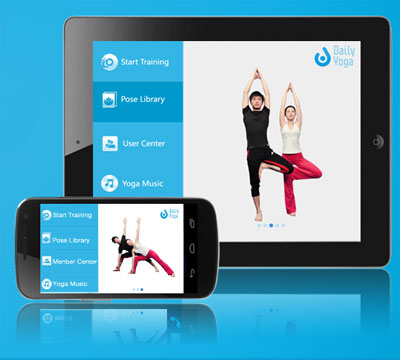 Start Training
Pose Library
User Center
Yoga Music
Daily
Yoga
Start Training
Pose Library
Member Center
Yoga Music
Daily
Yoga